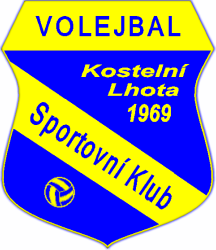 VOLEJBAL
Kostelní
Lhota
1969
Sportovní Klub